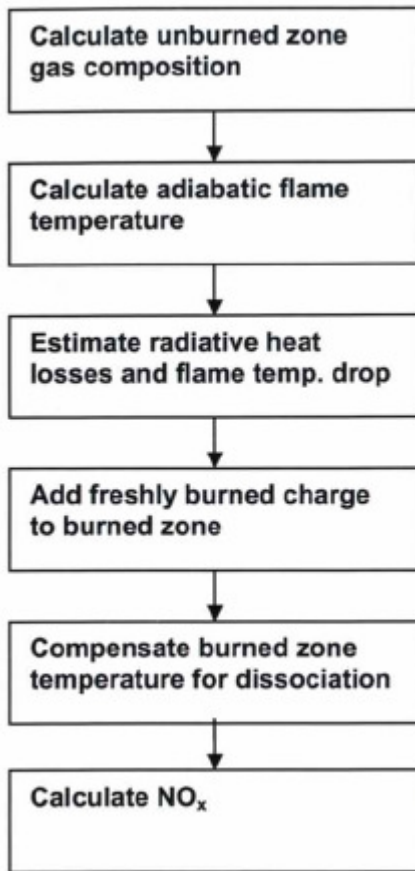 Calculate unburned zone
gas composition
Calculate adiabatic flame
temperature
Estimate radiative heat
losses and flame temp. drop
Add freshly burned charge
to burned zone
Compensate burned zone
temperature for dissociation
Calculate NOₓ